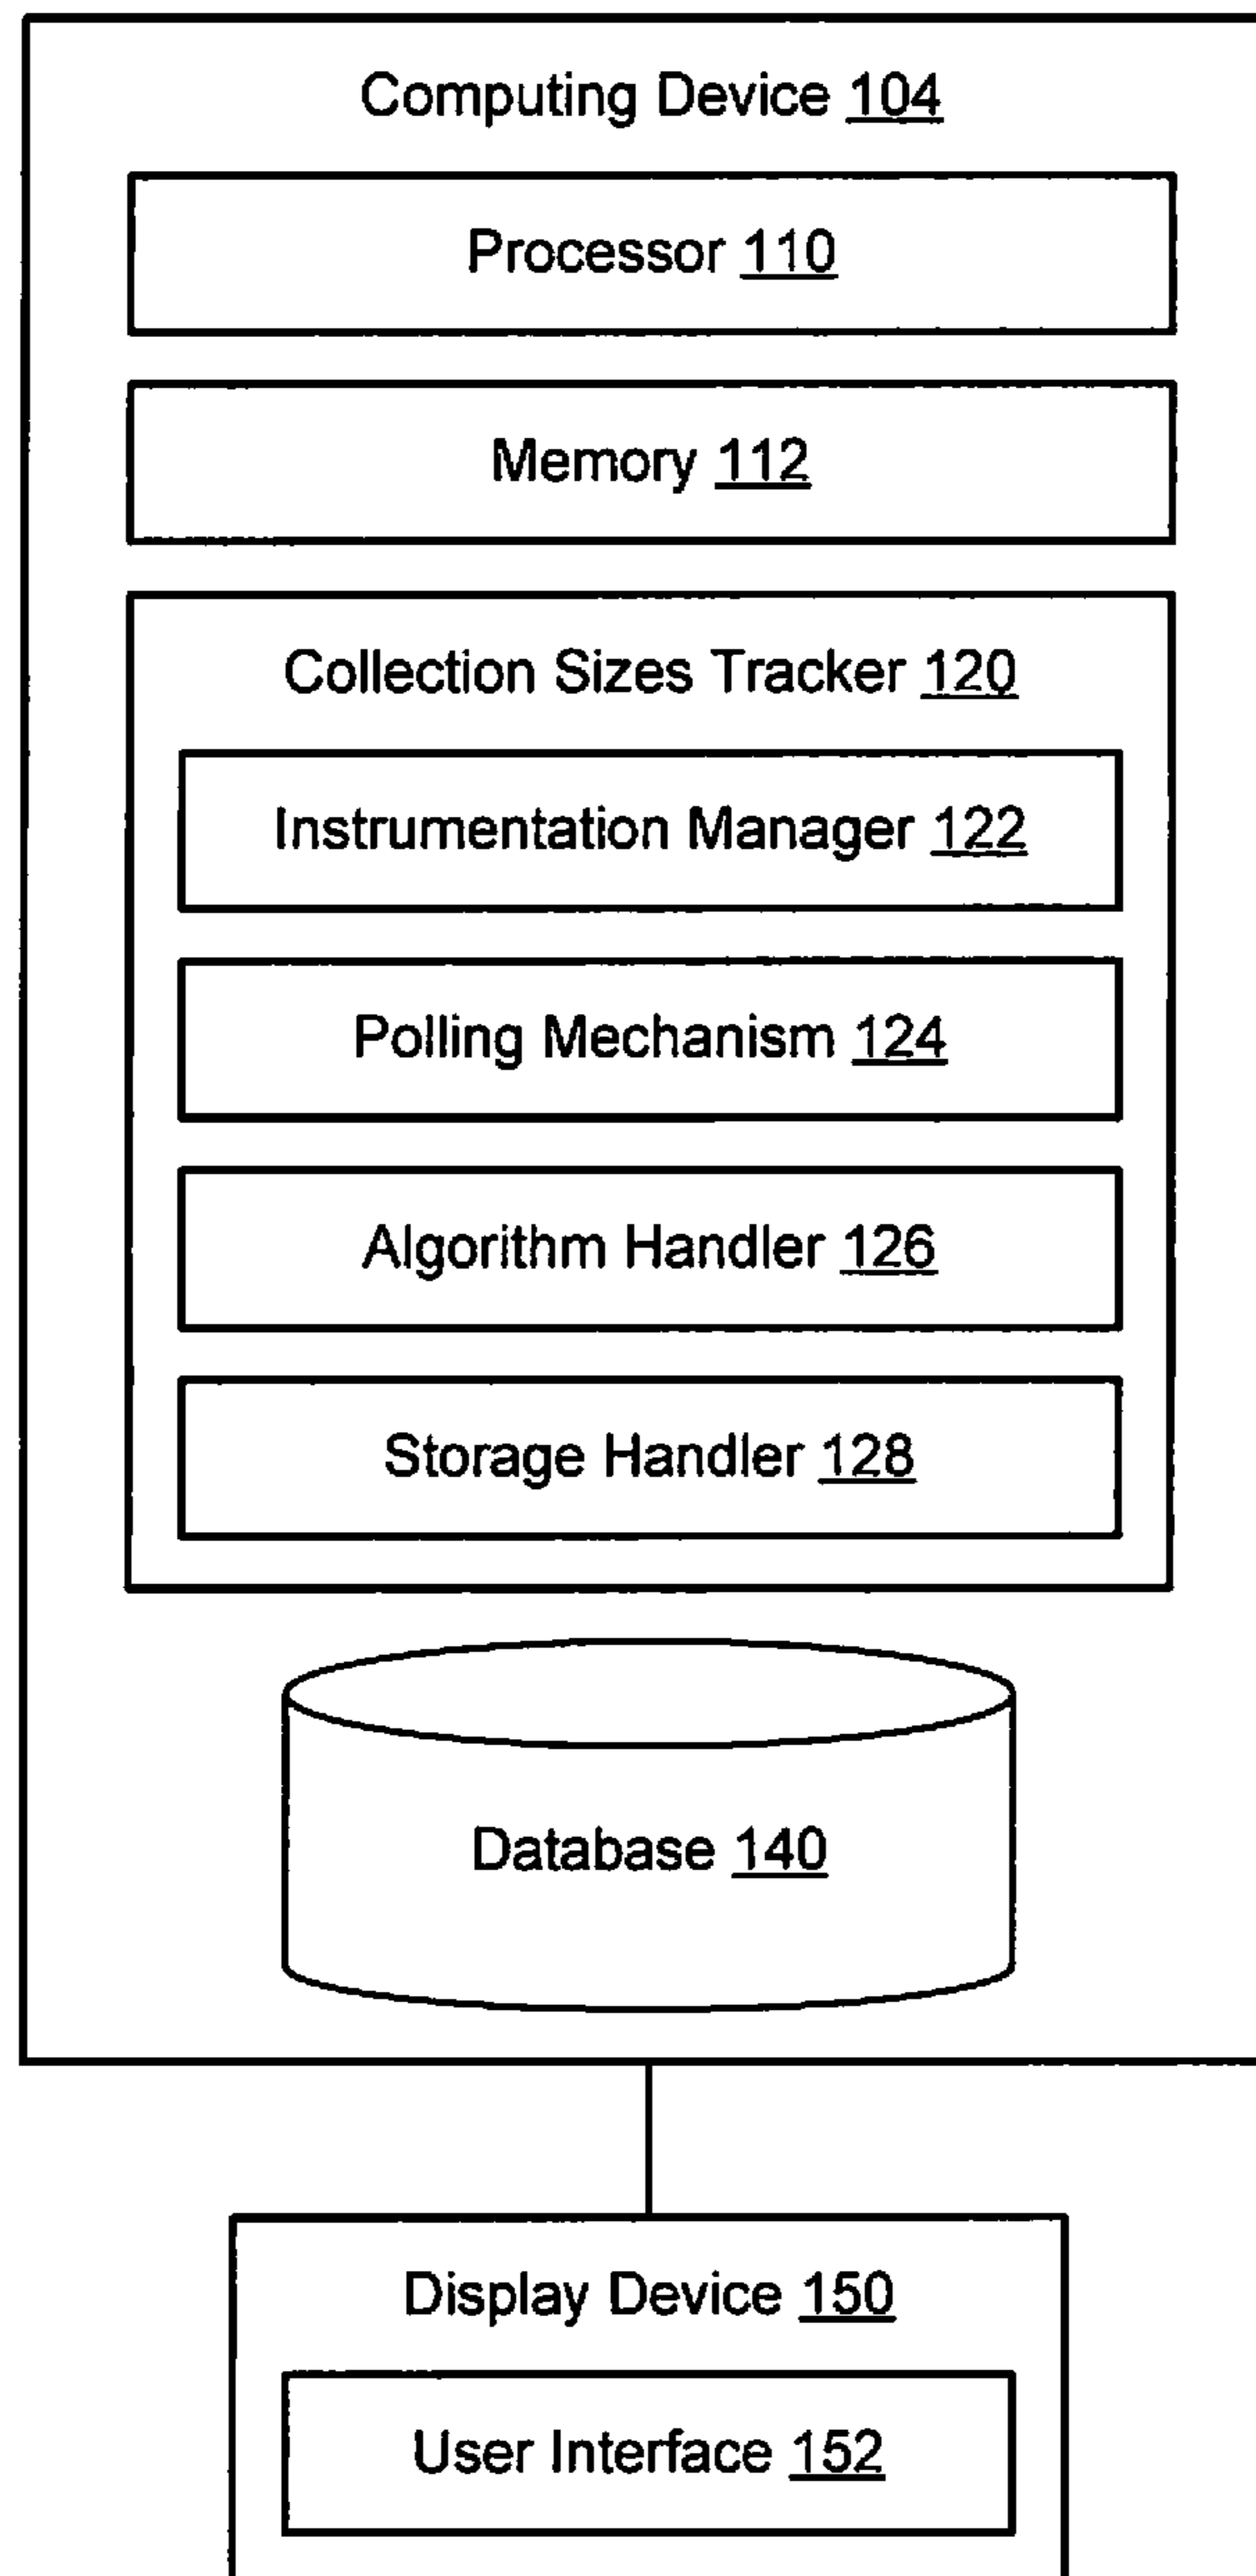 Computing Device 104
Processor 110
Memory 112
Collection Sizes Tracker 120
Instrumentation Manager 122
Polling Mechanism 124
Algorithm Handler 126
Storage Handler 128
Database 140
Display Device 150
User Interface 152